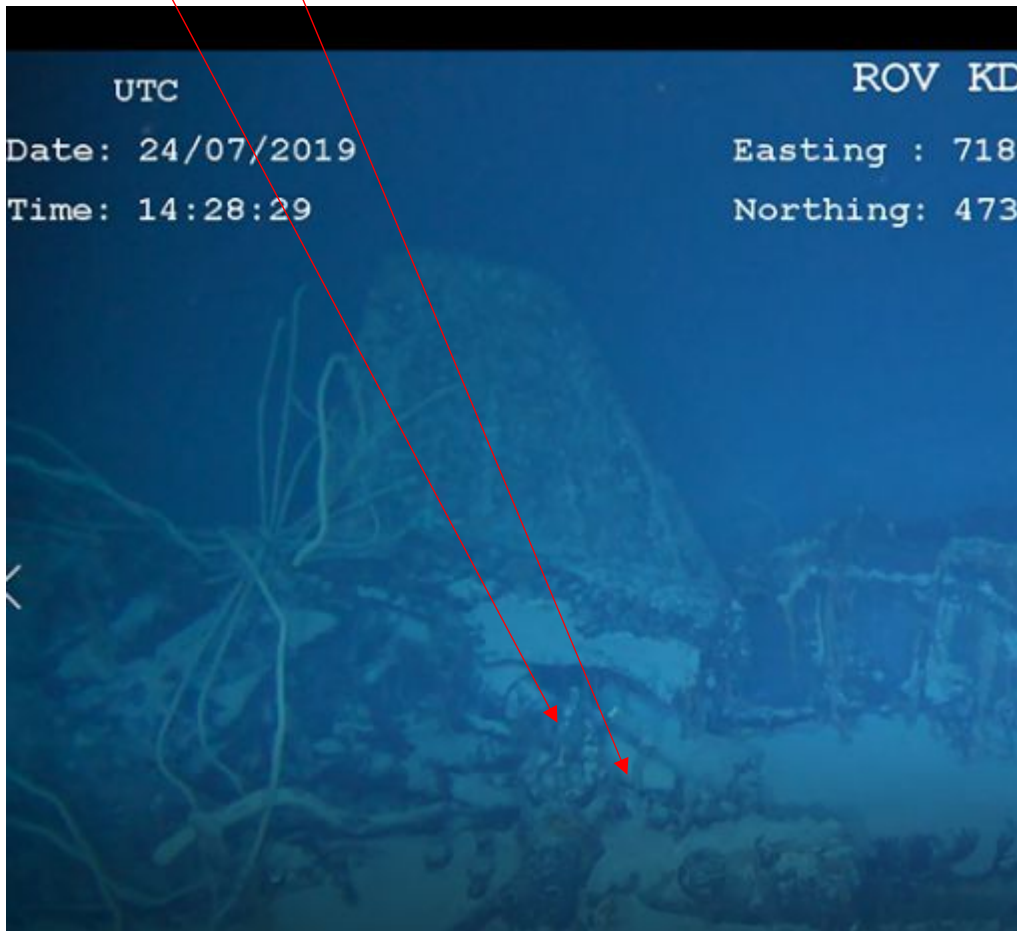 UTC
ROV KD
Date: 24/07/2019
Easting : 718
Time: 14:28:29
Northing: 473